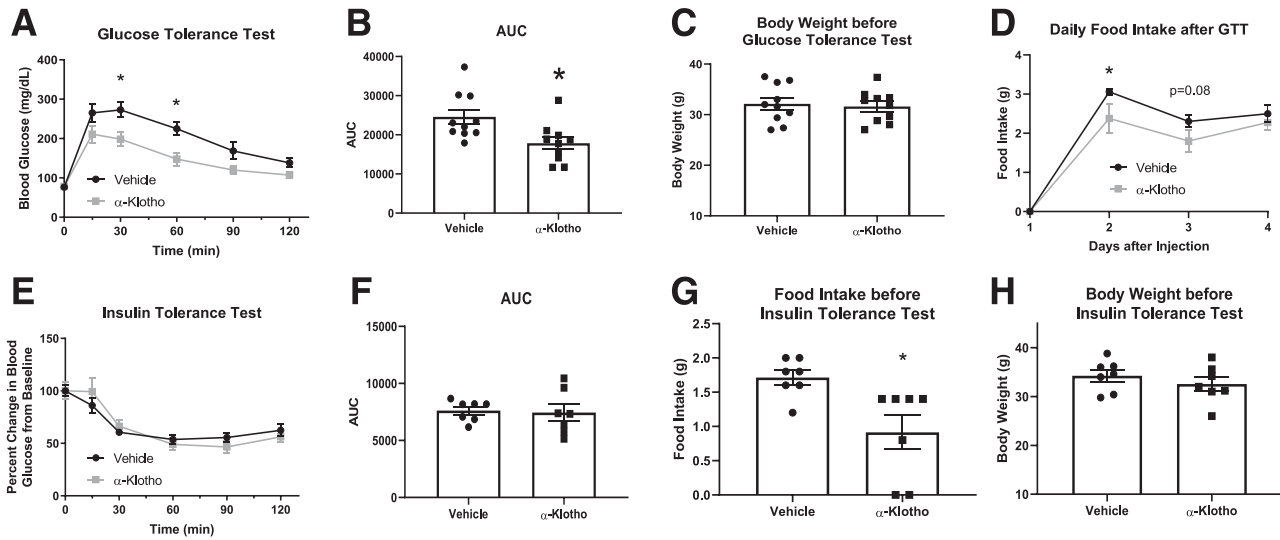 A
Glucose Tolerance Test
Blood Glucose (mg/dL)
400
300
200
100
0
*
*
Vehicle
α-Klotho
0 30 60 90 120
Time (min)
B
AUC
AUC
40000
30000
20000
10000
0
*
Vehicle α-Klotho
C
Body Weight before
Glucose Tolerance Test
Body Weight (g)
40
30
20
10
Vehicle α-Klotho
D
Daily Food Intake after GTT
Food Intake (g)
4
3
2
1
0
*
p=0.08
Vehicle
α-Klotho
1 2 3 4
Days after Injection
E
Insulin Tolerance Test
Percent Change in Blood
Glucose from Baseline
150
100
50
0
Vehicle
α-Klotho
0 30 60 90 120
Time (min)
F
AUC
AUC
15000
10000
5000
0
Vehicle α-Klotho
G
Food Intake before
Insulin Tolerance Test
Food Intake (g)
2.5
2.0
1.5
1.0
0.5
0.0
*
Vehicle α-Klotho
H
Body Weight before
Insulin Tolerance Test
Body Weight (g)
40
30
20
10
Vehicle α-Klotho